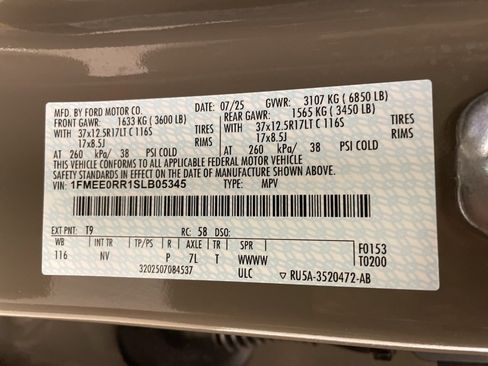 MFD. BY FORD MOTOR CO. 07/25 GVWR: 3107 KG ( 6850 LB)
FRONT GAWR: 1633 KG ( 3600 LB) REAR GAWR: 1565 KG ( 3450 LB)
WITH 37x12.5R17LT C 116S TIRES WITH 37x12.5R17LT C 116S TIRES
17x8.5J RIMS 17x8.5J RIMS
AT 260 kPa/ 38 PSI COLD AT 260 kPa/ 38 PSI COLD
THIS VEHICLE CONFORMS TO ALL APPLICABLE FEDERAL MOTOR VEHICLE
SAFETY STANDARDS IN EFFECT ON THE DATE OF MANUFACTURE SHOWN ABOVE.
VIN: 1FMEE0RR1SLB05345 TYPE: MPV
EXT PNT: T9 RC: 58 DSO:
WB INT TR TP/PS R AXLE TR SPR F0153
116 NV P 7L T WWWW T0200
3202507084537 ULC ▽ RU5A-3520472-AB